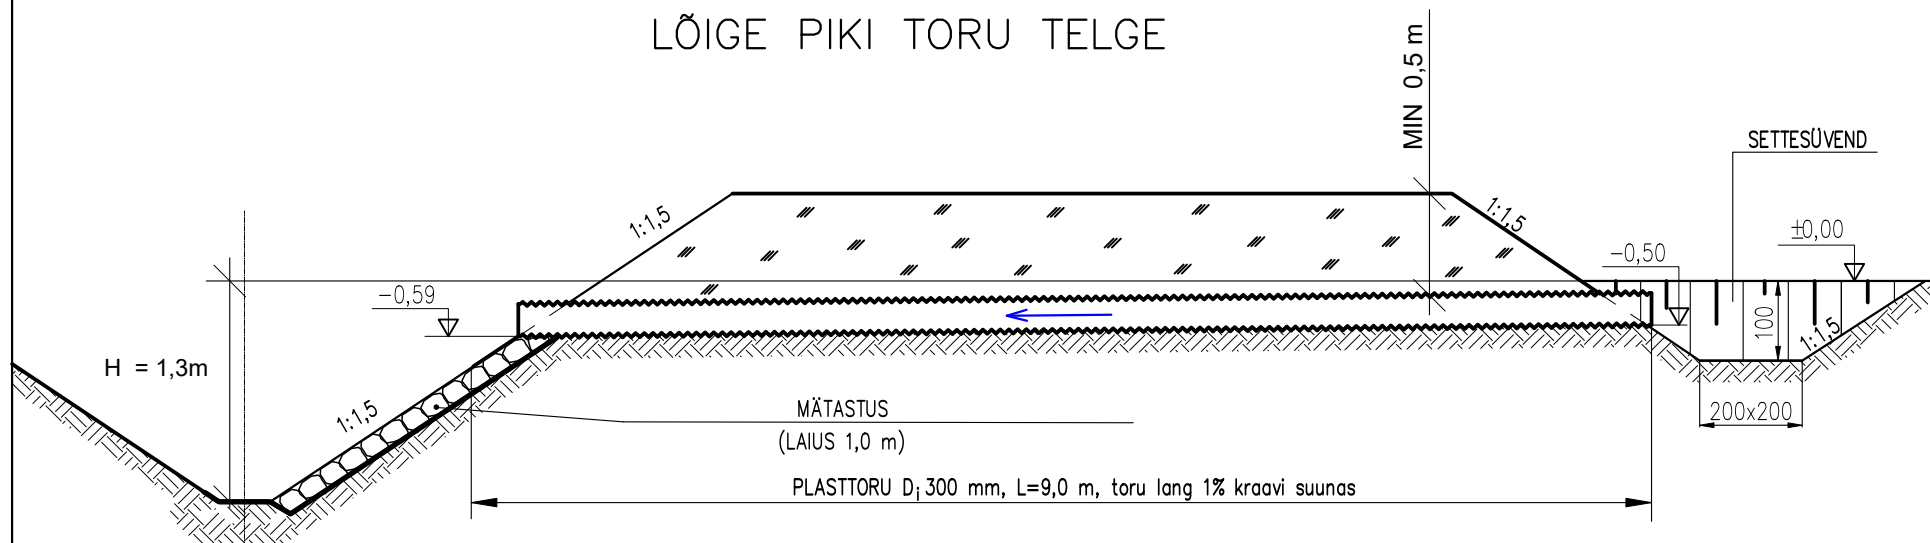 LÕIGE PIKI TORU TELGE
MIN 0,5 m
SETTESÜVEND
1:1,5
1:1,5
±0,00
-0,50
-0,59
100
1:1,5
H = 1,3m
1:1,5
MÄTASTUS
(LAIUS 1,0 m)
200x200
PLASTTORU Di 300 mm, L=9,0 m, toru lang 1% kraavi suunas